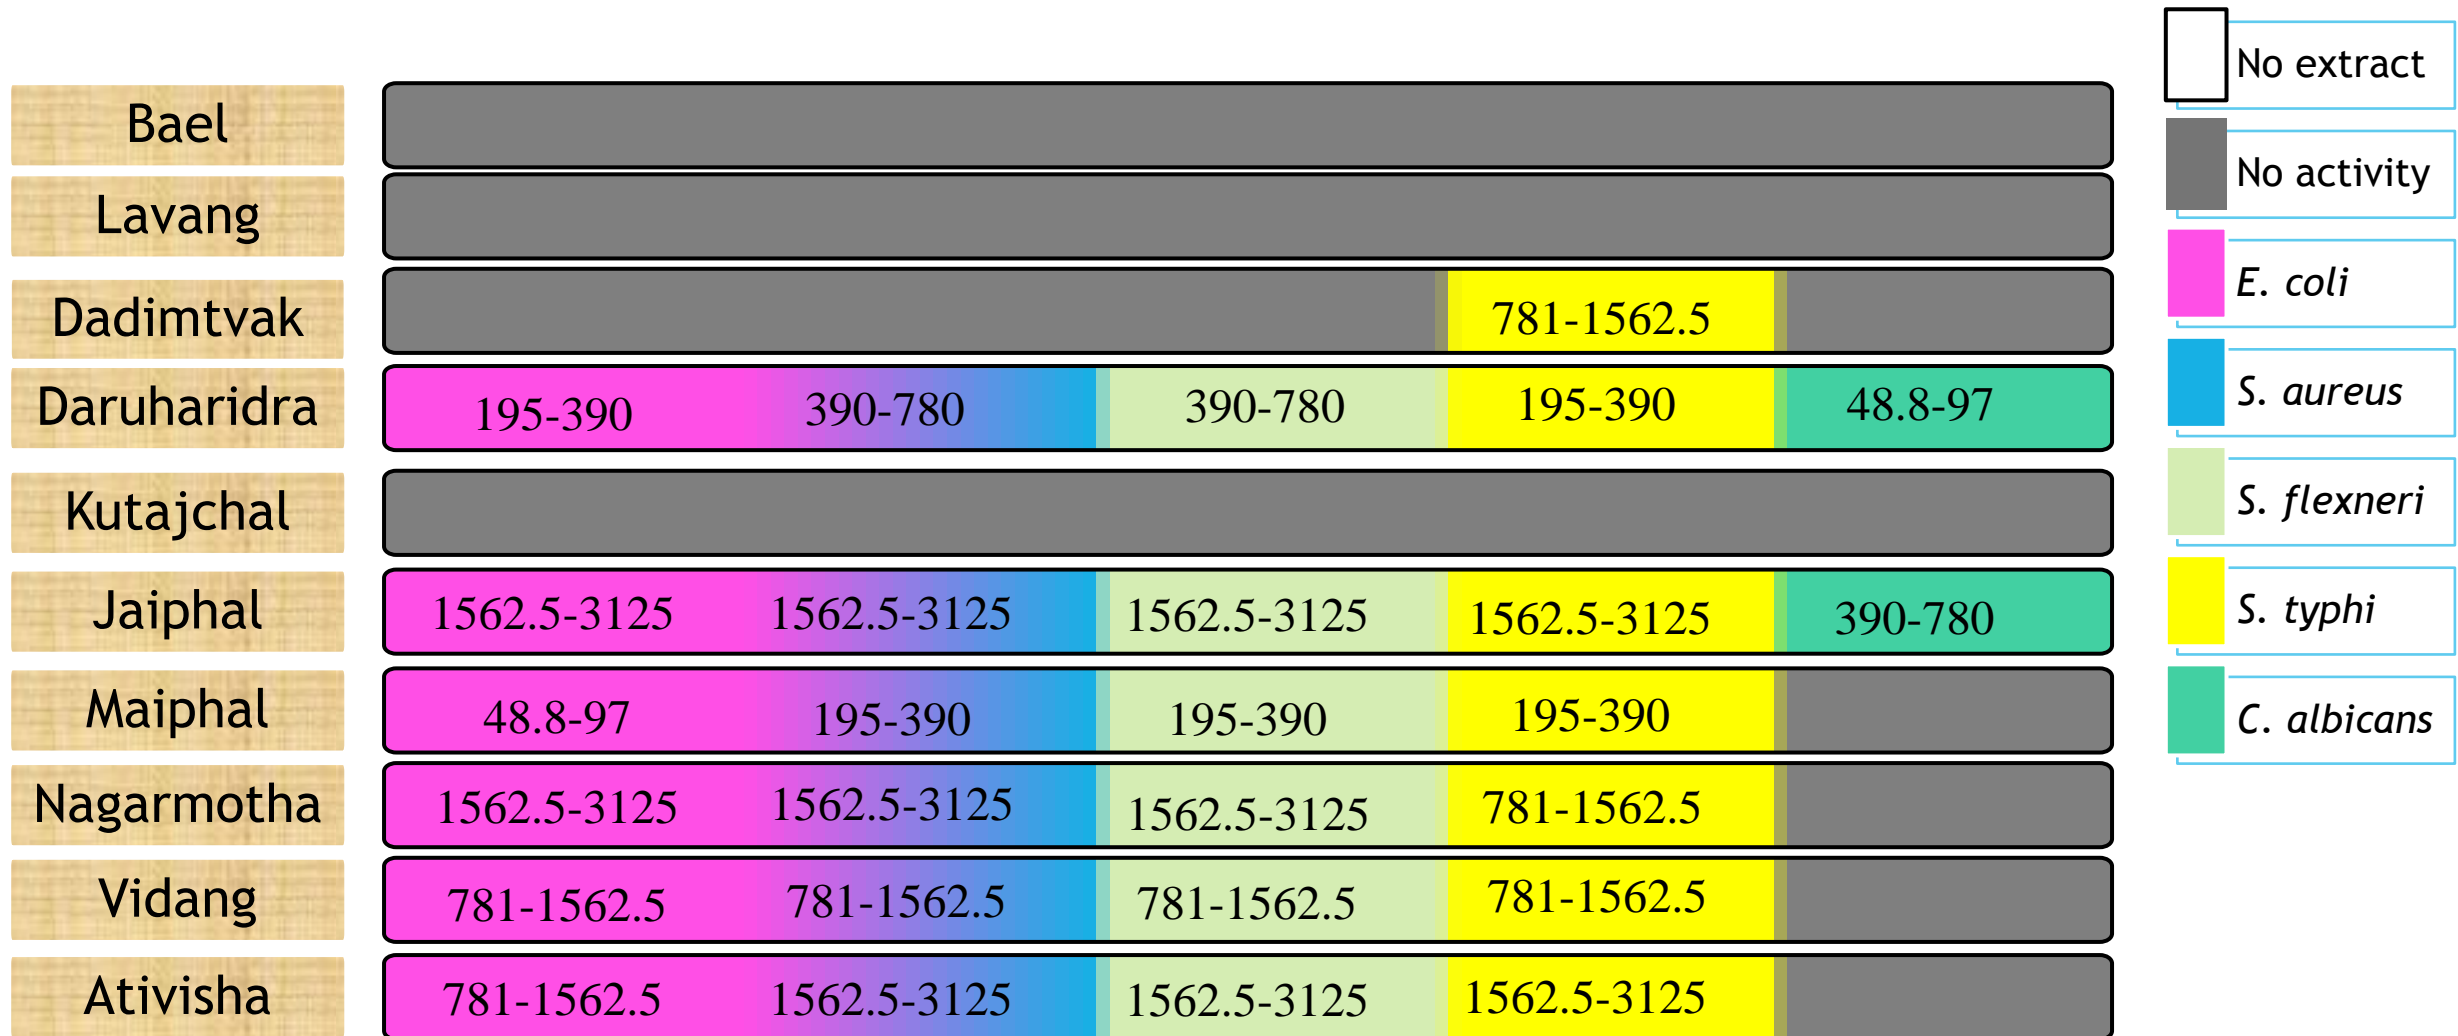 No extract
Bael
No activity
Lavang
E. coli
Dadimtvak 781-1562.5
Daruharidra 195-390 390-780 390-780 195-390 48.8-97
S. aureus
Kutajchal
S. flexneri
Jaiphal 1562.5-3125 1562.5-3125 1562.5-3125 1562.5-3125 390-780
S. typhi
Maiphal 48.8-97 195-390 195-390 195-390
C. albicans
Nagarmotha 1562.5-3125 1562.5-3125 1562.5-3125 781-1562.5
Vidang 781-1562.5 781-1562.5 781-1562.5 781-1562.5
Ativisha 781-1562.5 1562.5-3125 1562.5-3125 1562.5-3125